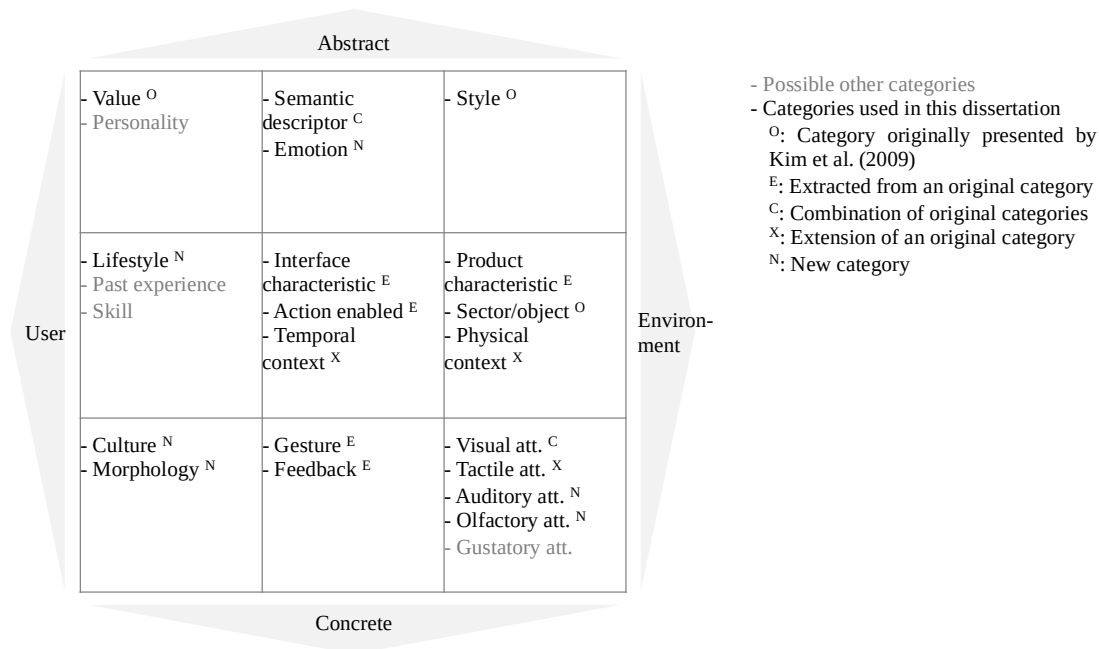 Abstract
- Value O
- Personality
- Semantic
descriptor C
- Emotion N
- Style O
- Lifestyle N
- Past experience
- Skill
- Interface
characteristic E
- Action enabled E
- Temporal
context X
- Product
characteristic E
- Sector/object O
- Physical
context X
User
Environ-
ment
- Culture N
- Morphology N
- Gesture E
- Feedback E
- Visual att. C
- Tactile att. X
- Auditory att. N
- Olfactory att. N
- Gustatory att.
Concrete
- Possible other categories
- Categories used in this dissertation
O: Category originally presented by
Kim et al. (2009)
E: Extracted from an original category
C: Combination of original categories
X: Extension of an original category
N: New category